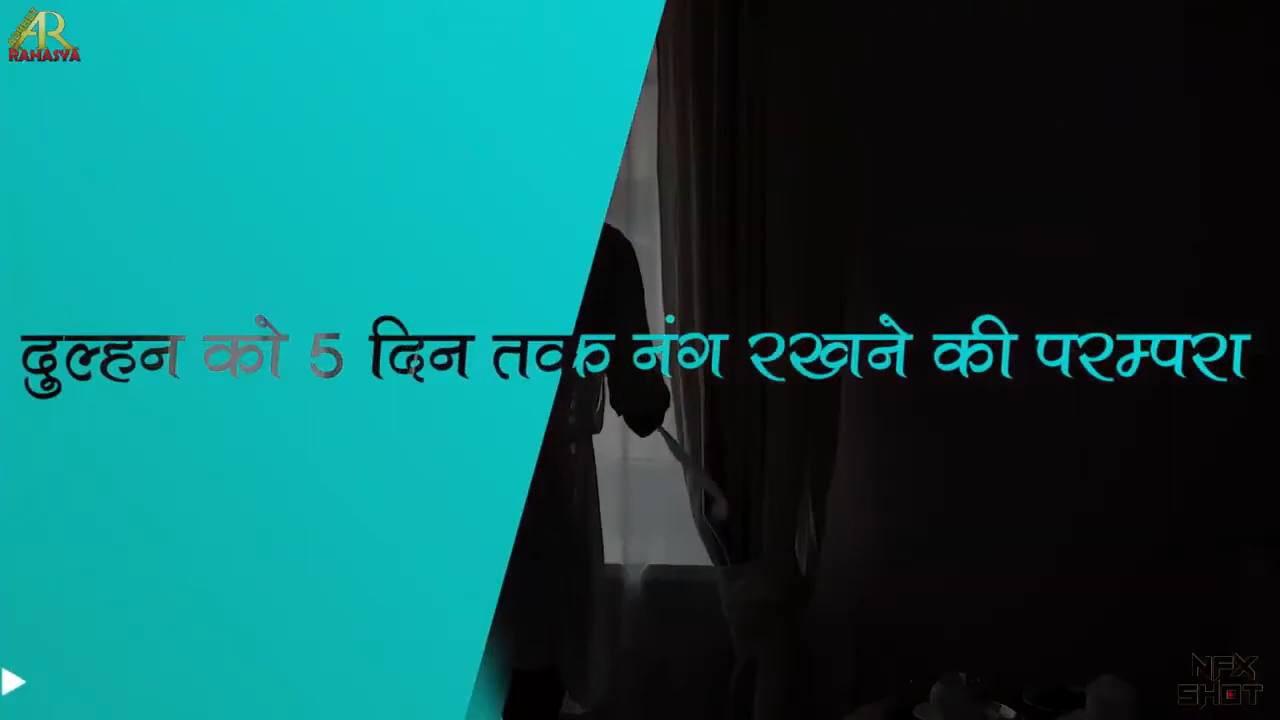 AR
RAHASYA
दुल्हन को 5 दिन तक नंग रखने की परम्परा
NFX
SHOT